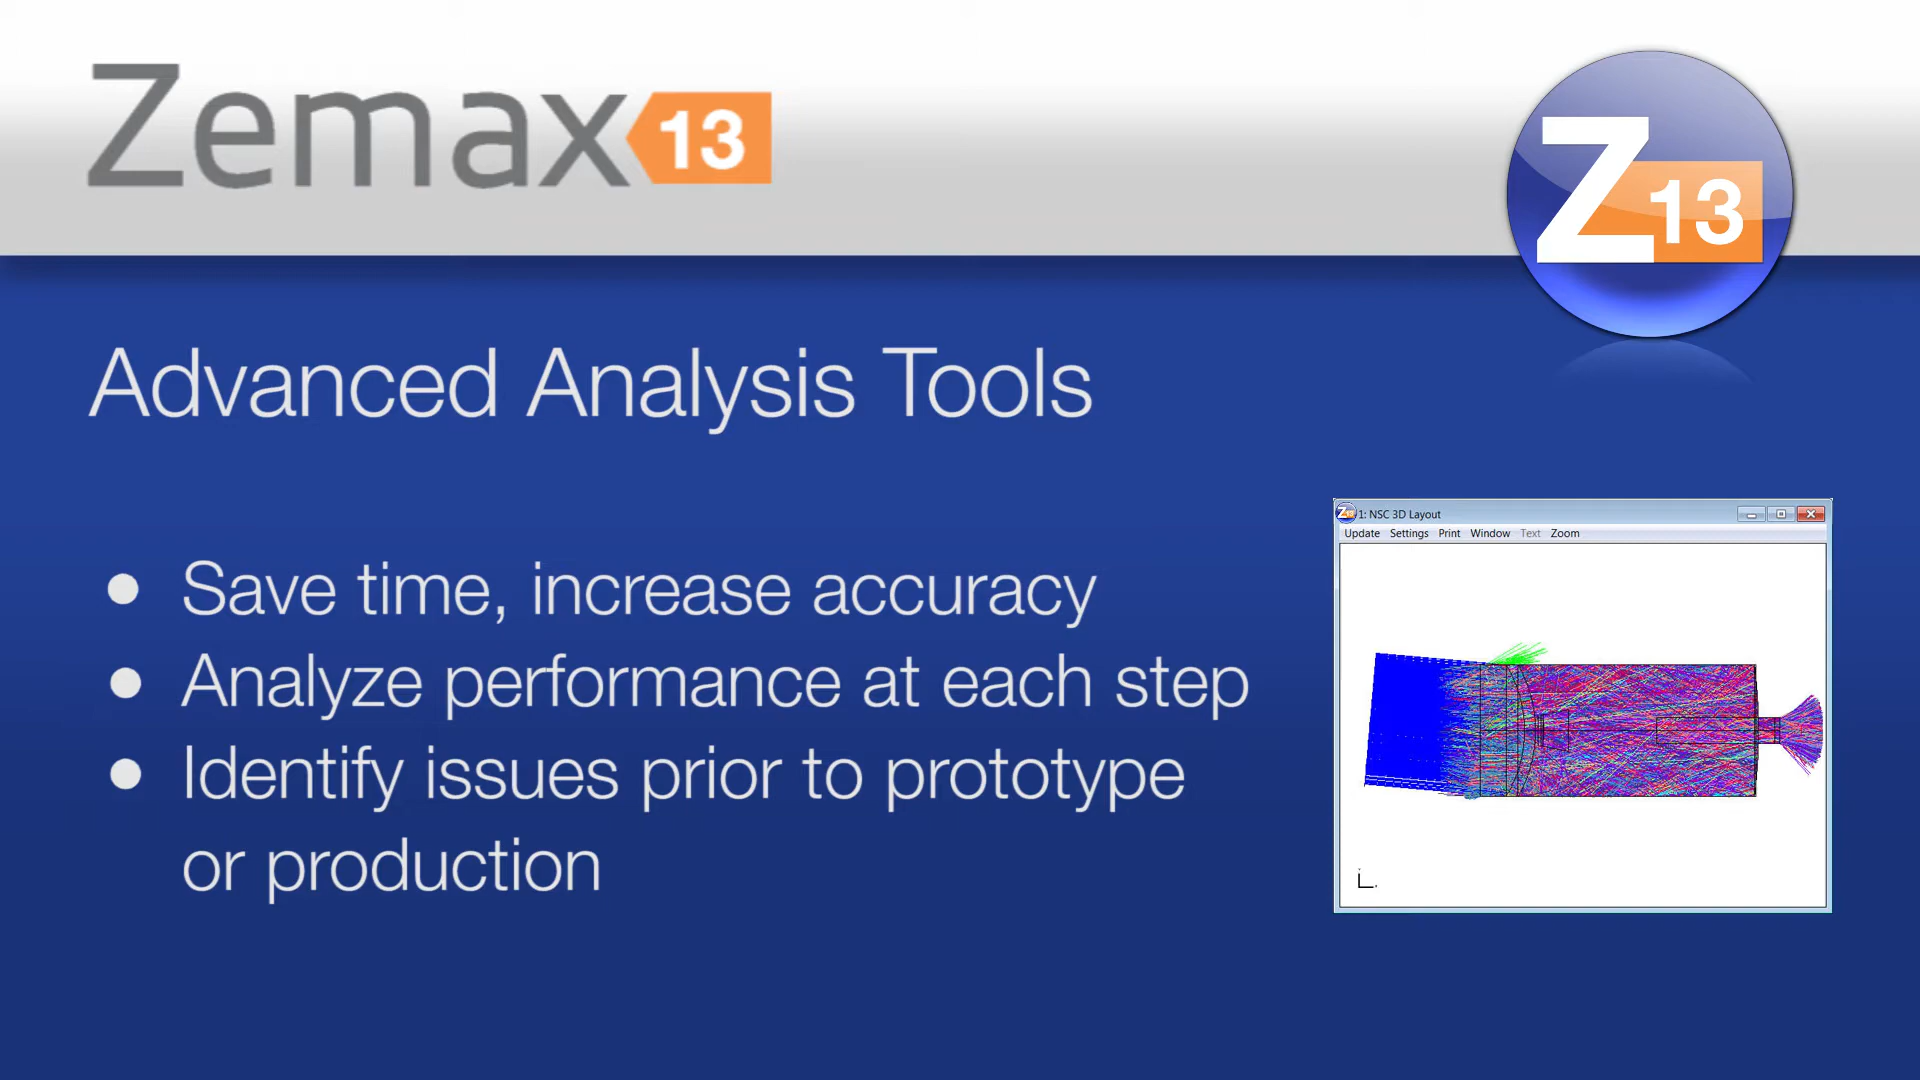 Zemax 13
Z 13
Advanced Analysis Tools
• Save time, increase accuracy
• Analyze performance at each step
• Identify issues prior to prototype
or production
Z13 1: NSC 3D Layout
Update Settings Print Window Text Zoom